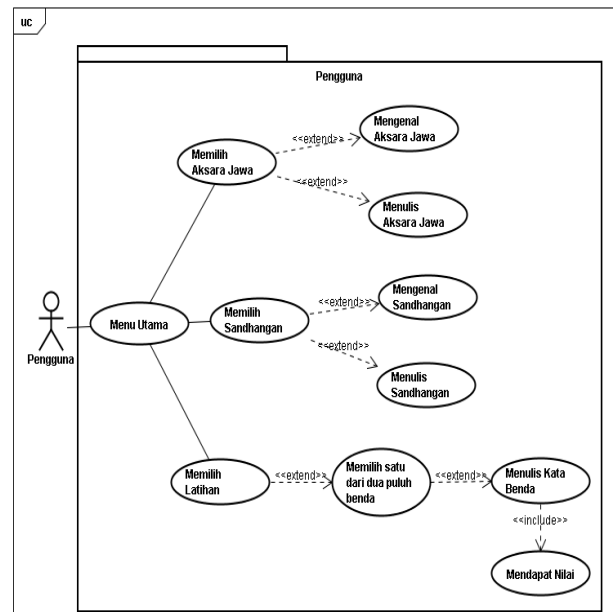 uc
Pengguna
Mengenal
Aksara Jawa
<<extend>>
Memilih
Aksara Jawa
<<extend>>
Menulis
Aksara Jawa
Mengenal
Sandhangan
<<extend>>
Memilih
Sandhangan
Menu Utama
Pengguna
<<extend>>
Menulis
Sandhangan
Memilih
Latihan
<<extend>>
Memilih satu
dari dua puluh
benda
<<extend>>
Menulis Kata
Benda
<<include>>
Mendapat Nilai